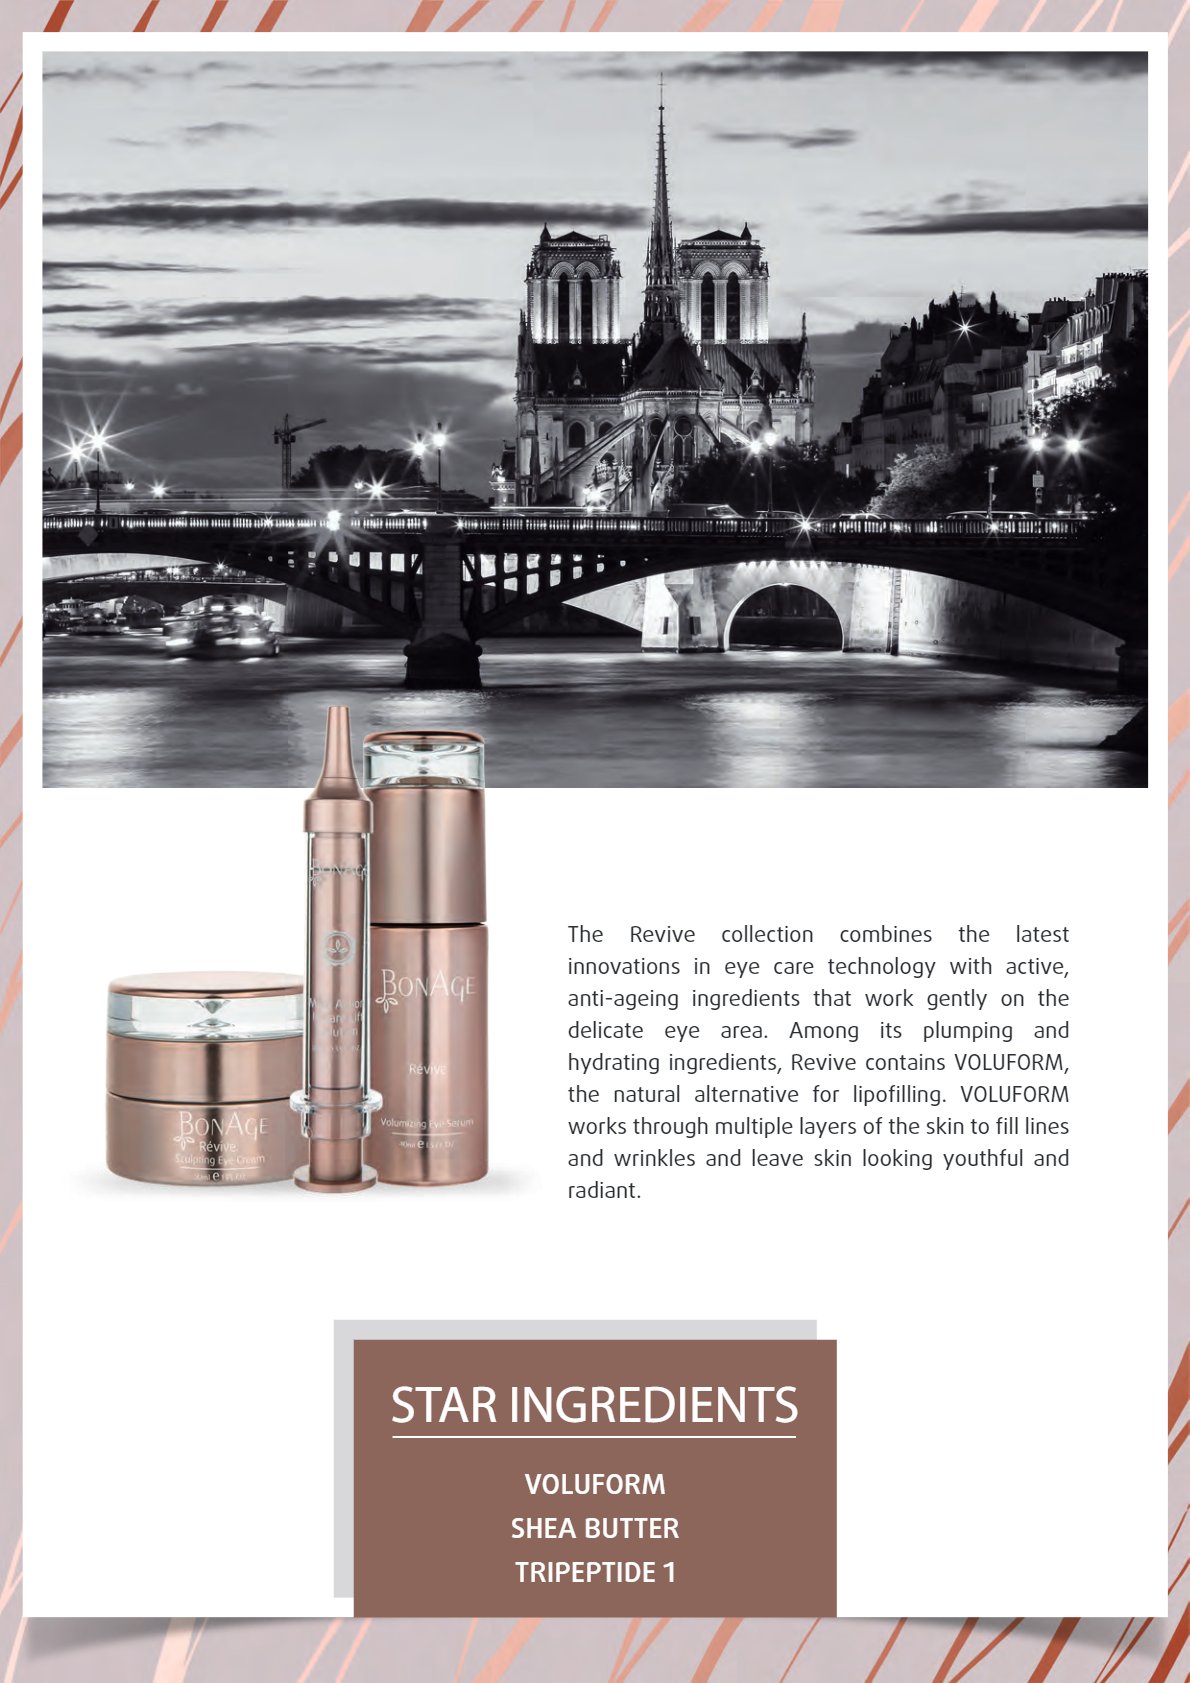 BONAGE
BONAGE
Révive
Volumizing Eye Serum
BONAGE
Révive
Sculpting Eye Cream
The Revive collection combines the latest
innovations in eye care technology with active,
anti-ageing ingredients that work gently on the
delicate eye area. Among its plumping and
hydrating ingredients, Revive contains VOLUFORM,
the natural alternative for lipofilling. VOLUFORM
works through multiple layers of the skin to fill lines
and wrinkles and leave skin looking youthful and
radiant.
STAR INGREDIENTS
VOLUFORM
SHEA BUTTER
TRIPEPTIDE 1